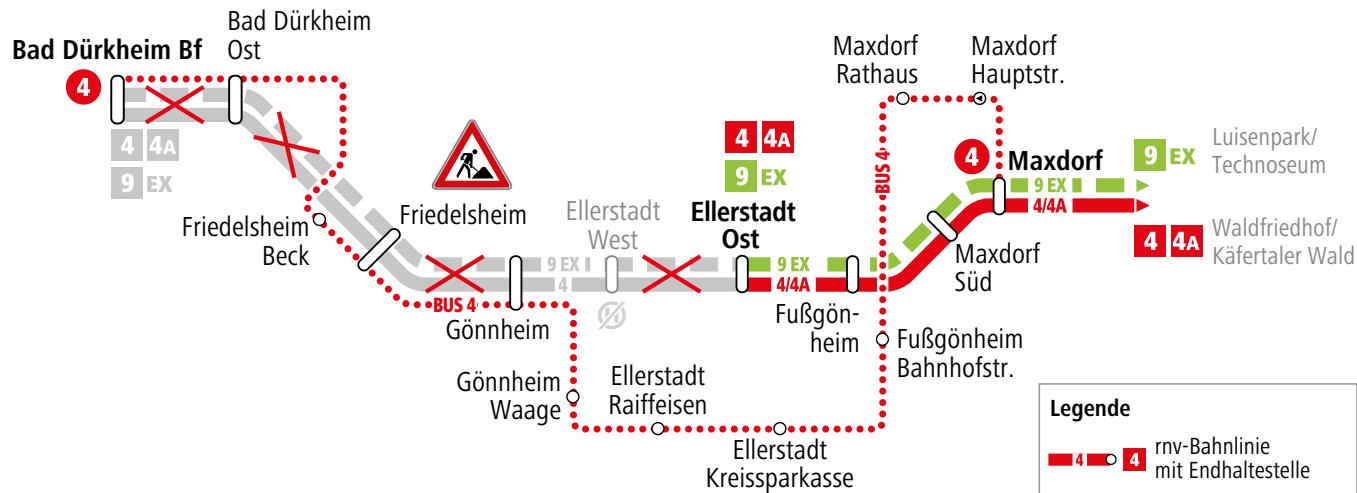 Bad Dürkheim Bf
4
Bad Dürkheim
Ost
4 4A
9 EX
Friedelsheim
Beck
Friedelsheim
BUS 4
Gönnheim
9 EX
4
Ellerstadt
West
H
Gönnheim
Waage
Ellerstadt
Raiffeisen
Ellerstadt
Kreissparkasse
4 4A
9 EX
Ellerstadt
Ost
9 EX
4/4A
Fußgön-
heim
Fußgönheim
Bahnhofstr.
BUS 4
Maxdorf
Rathaus
Maxdorf
Hauptstr.
4
Maxdorf
Maxdorf
Süd
9 EX
4/4A
9 EX
Luisenpark/
Technoseum
4 4A
Waldfriedhof/
Käfertaler Wald
Legende
4 4 rnv-Bahnlinie
mit Endhaltestelle